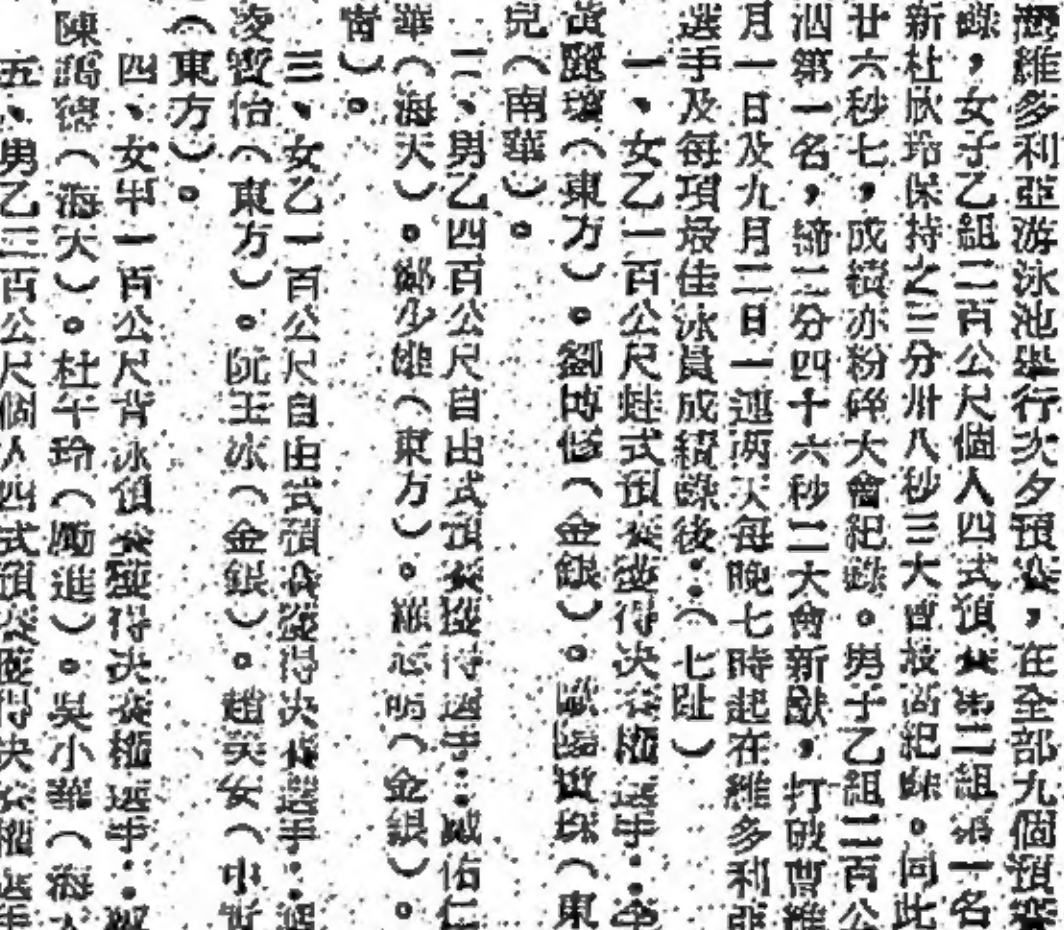 維多利亞游泳池舉行次夕預賽，在全部九個預賽
錄，女子乙組二百公尺個人四式預賽第二組第一名
新杜欣玲保持之三分卅八秒三大會最高紀錄。同此
廿六秒七，成績亦粉碎大會紀錄。男子乙組二百公
泗第一名，締二分四十六秒二大會新猷，打破曹維
月一日及九月二日一連兩天每晚七時起在維多利亞
選手及每項最佳泳員成績錄後：（七趾）
一、女乙一百公尺蛙式預賽獲得決賽權選手：
黃麗瓊（東方）。劉博修（金銀）。歐陽寶珠（東
兒（南華）。
二、男乙四百公尺自由式預賽獲得選手：戚佑仁
華（海天）。鄭少雄（東方）。羅志明（金銀）。
三、女乙一百公尺自由式預賽獲得決賽選手：
凌寶怡（東方）。阮玉冰（金銀）。趙笑女（中
（東方）。
四、女甲一百公尺背泳預賽獲得決賽權選手：
陳 德（海天）。杜午玲（勵進）。吳小華（海天
五、男乙三百公尺個人四式預賽獲得決賽權選手